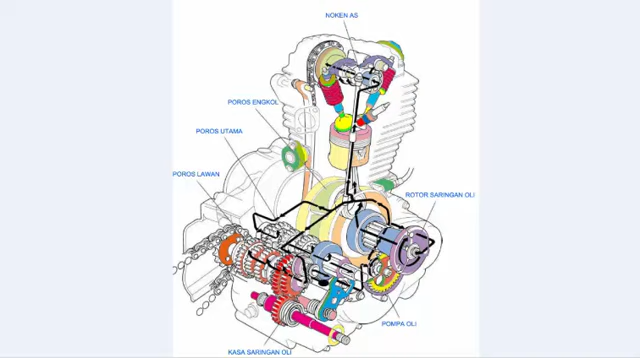 NOKEN AS
POROS ENGKOL
POROS UTAMA
POROS LAWAN
ROTOR SARINGAN OLI
POMPA OLI
KASA SARINGAN OLI